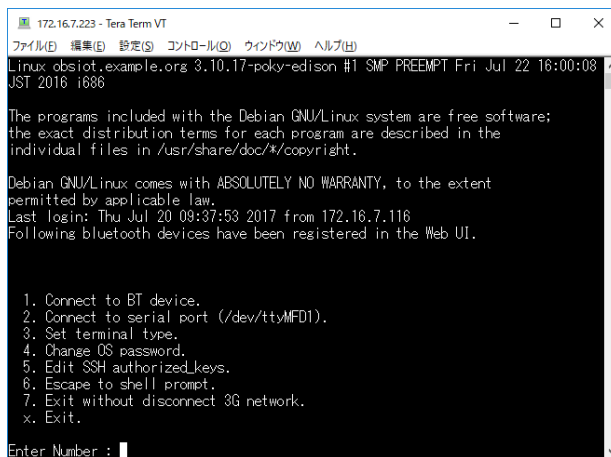 172.16.7.223 - Tera Term VT
ファイル(F) 編集(E) 設定(S) コントロール(O) ウィンドウ(W) ヘルプ(H)
Linux obsiot.example.org 3.10.17-poky-edison #1 SMP PREEMPT Fri Jul 22 16:00:08
JST 2016 i686
The programs included with the Debian GNU/Linux system are free software;
the exact distribution terms for each program are described in the
individual files in /usr/share/doc/*/copyright.
Debian GNU/Linux comes with ABSOLUTELY NO WARRANTY, to the extent
permitted by applicable law.
Last login: Thu Jul 20 09:37:53 2017 from 172.16.7.116
Following bluetooth devices have been registered in the Web UI.
1. Connect to BT device.
2. Connect to serial port (/dev/ttyMFD1).
3. Set terminal type.
4. Change OS password.
5. Edit SSH authorized_keys.
6. Escape to shell prompt.
7. Exit without disconnect 3G network.
x. Exit.
Enter Number :